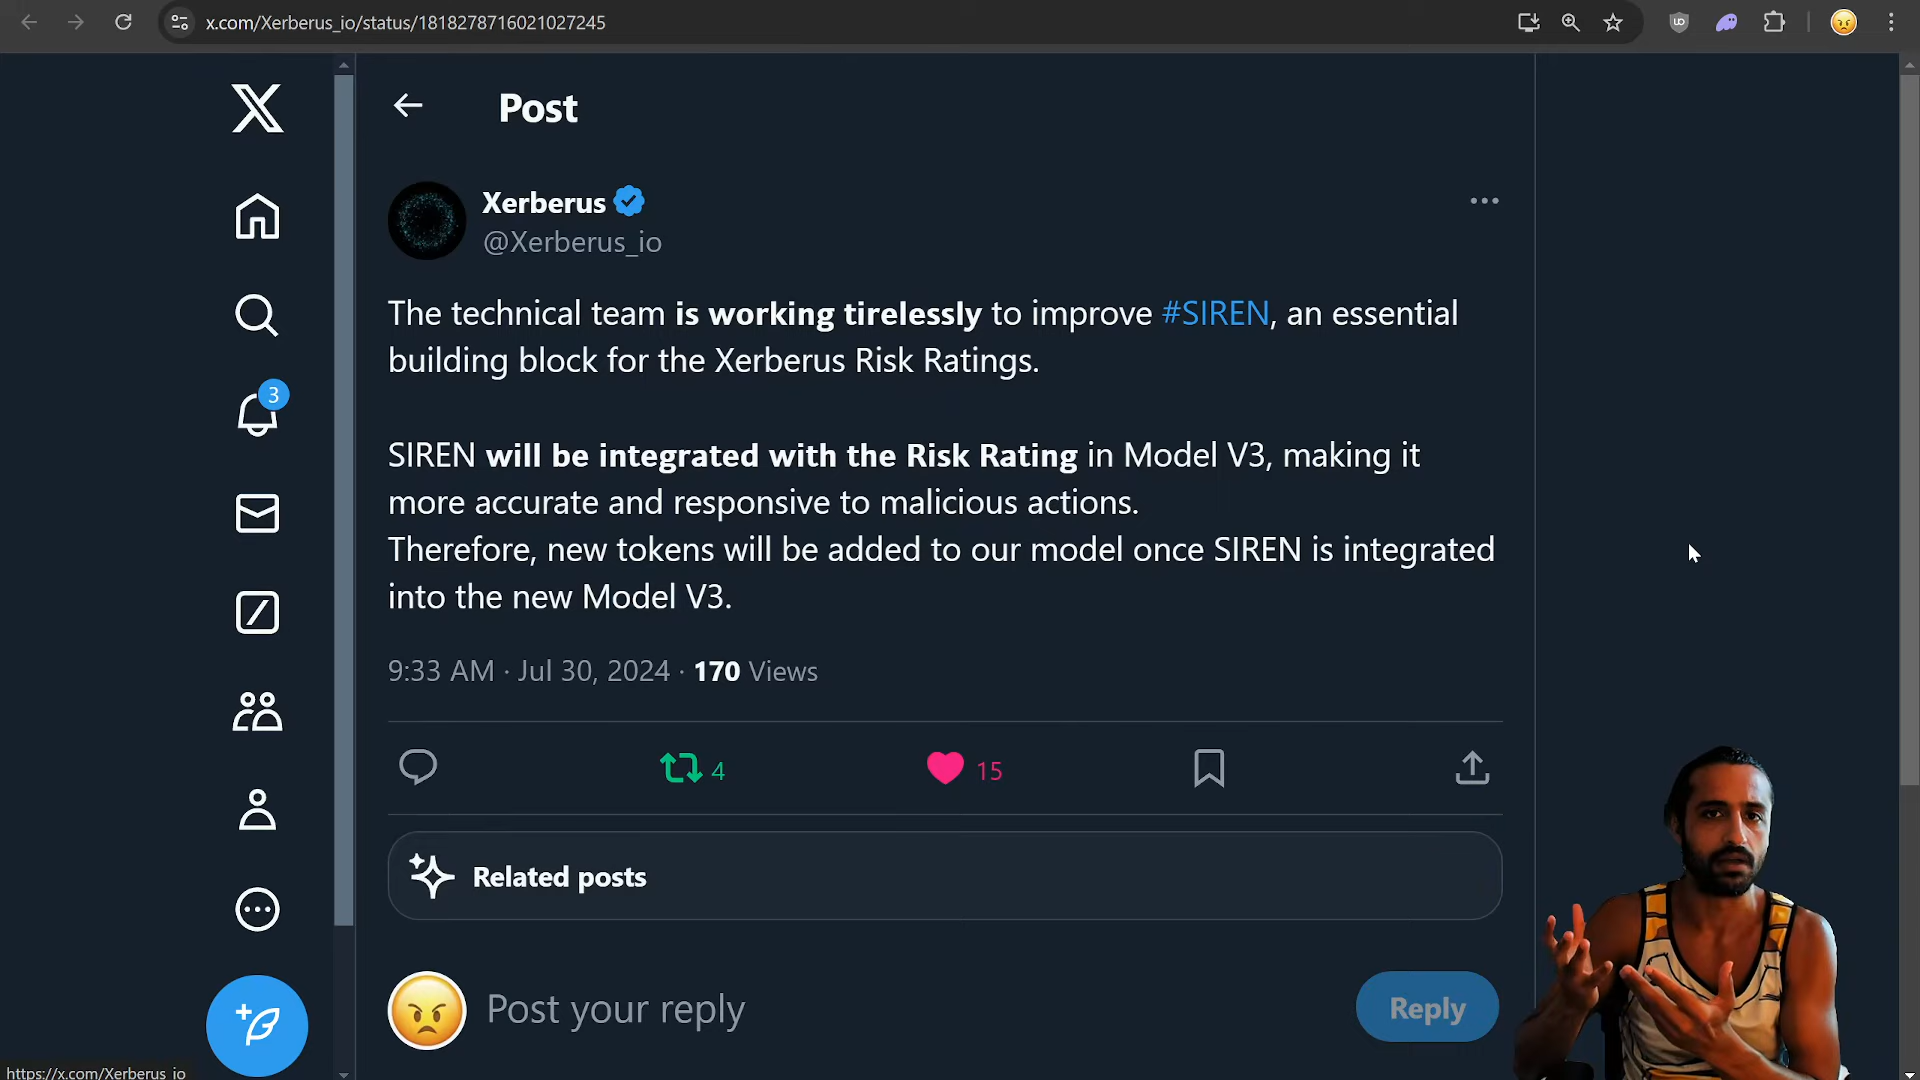 x.com/Xerberus_io/status/1818278716021027245
Post
Xerberus
@Xerberus_io
The technical team is working tirelessly to improve #SIREN, an essential
building block for the Xerberus Risk Ratings.
SIREN will be integrated with the Risk Rating in Model V3, making it
more accurate and responsive to malicious actions.
Therefore, new tokens will be added to our model once SIREN is integrated
into the new Model V3.
9:33 AM · Jul 30, 2024 · 170 Views
3
4
15
Related posts
Post your reply
Reply
https://x.com/Xerberus_io